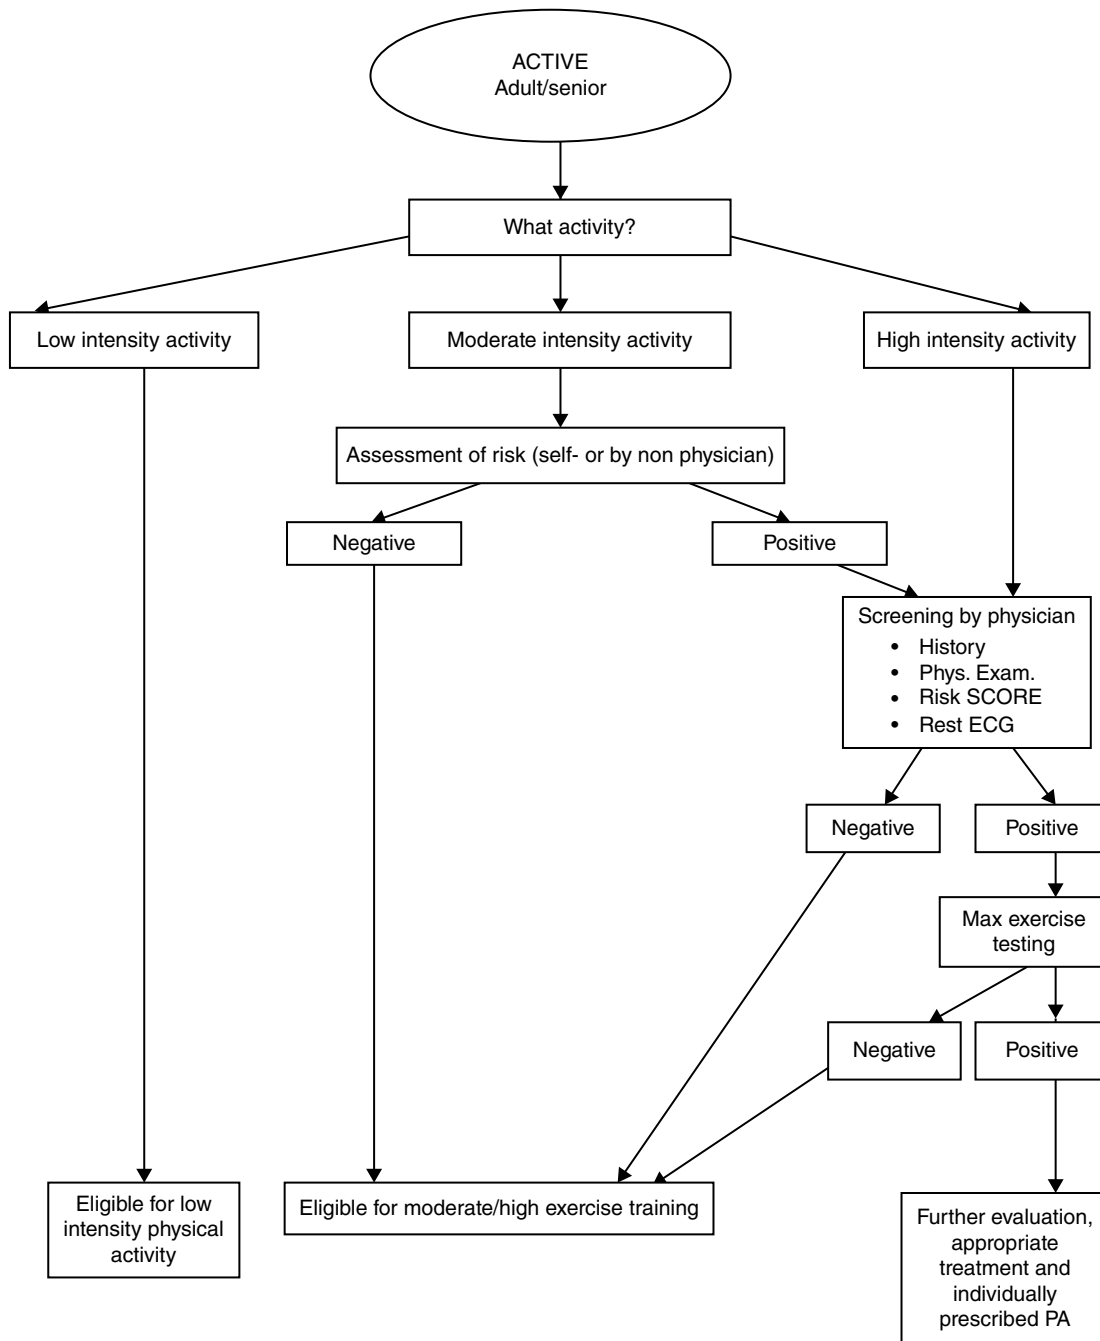 ACTIVE
Adult/senior
What activity?
Low intensity activity
Moderate intensity activity
High intensity activity
Assessment of risk (self- or by non physician)
Negative
Positive
Screening by physician
• History
• Phys. Exam.
• Risk SCORE
• Rest ECG
Negative
Positive
Max exercise
testing
Negative
Positive
Eligible for low
intensity physical
activity
Eligible for moderate/high exercise training
Further evaluation,
appropriate
treatment and
individually
prescribed PA